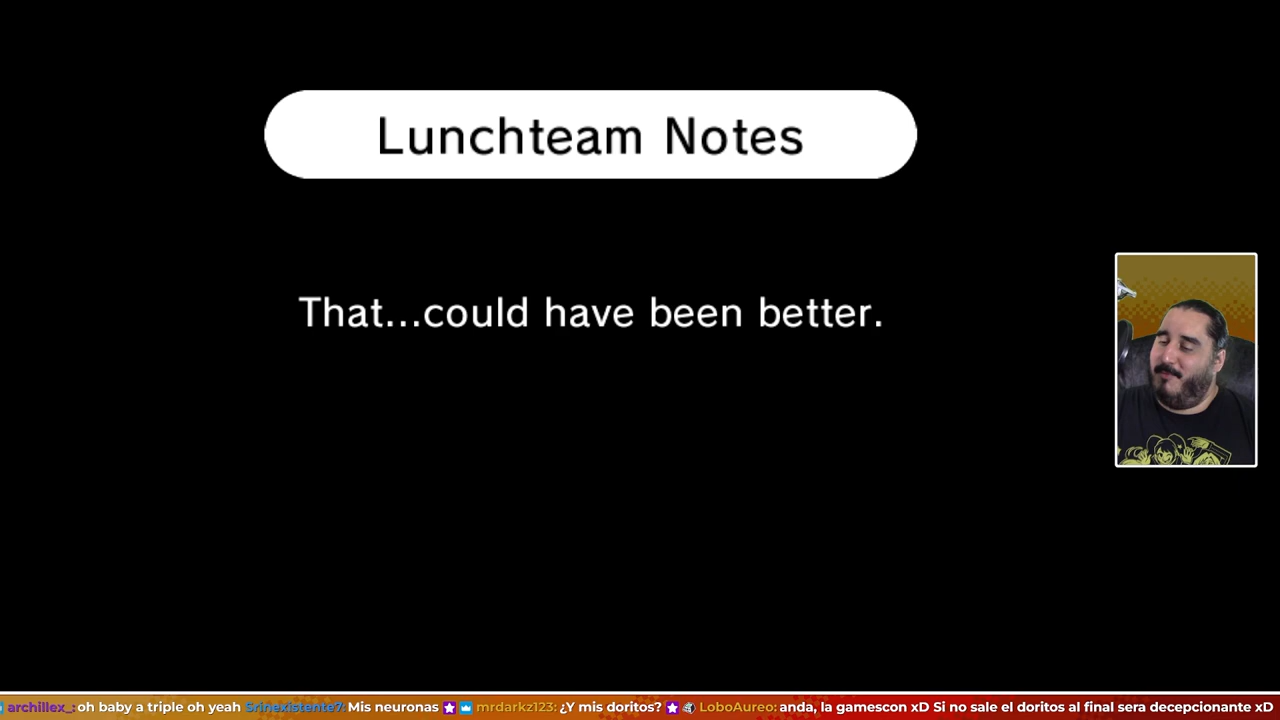 Lunchteam Notes
That...could have been better.
archillex_: oh baby a triple oh yeah Srinexistente7: Mis neuronas mrdarkz123: ¿Y mis doritos? LoboAureo: anda, la gamescon xD Si no sale el doritos al final sera decepcionante xD